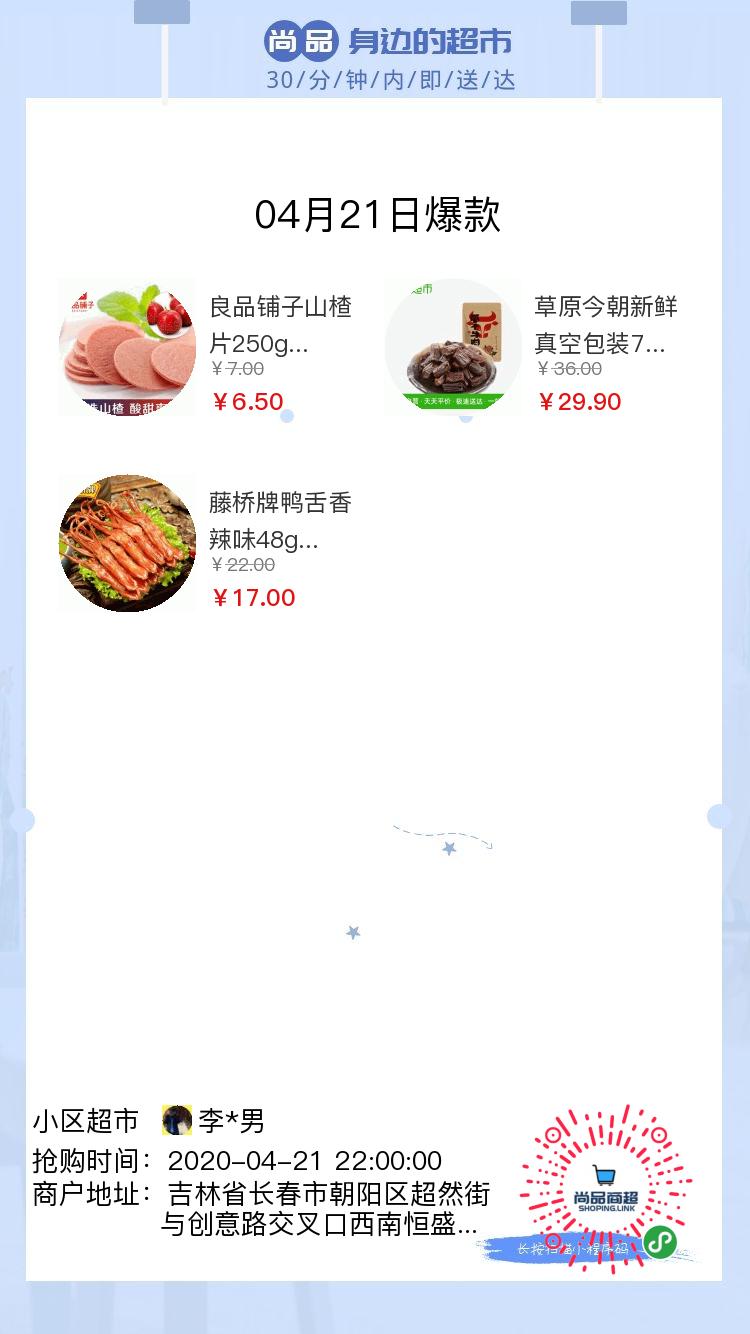 尚品 身边的超市
30/分/钟/内/即/送/达
04月21日爆款
良品铺子山楂
片250g...
￥7.00
￥6.50
草原今朝新鲜
真空包装7...
￥36.00
￥29.90
藤桥牌鸭舌香
辣味48g...
￥22.00
￥17.00
小区超市 李*男
抢购时间：2020-04-21 22:00:00
商户地址：吉林省长春市朝阳区超然街
与创意路交叉口西南恒盛...
尚品商超
SHOPING.LINK
长按扫描小程序码